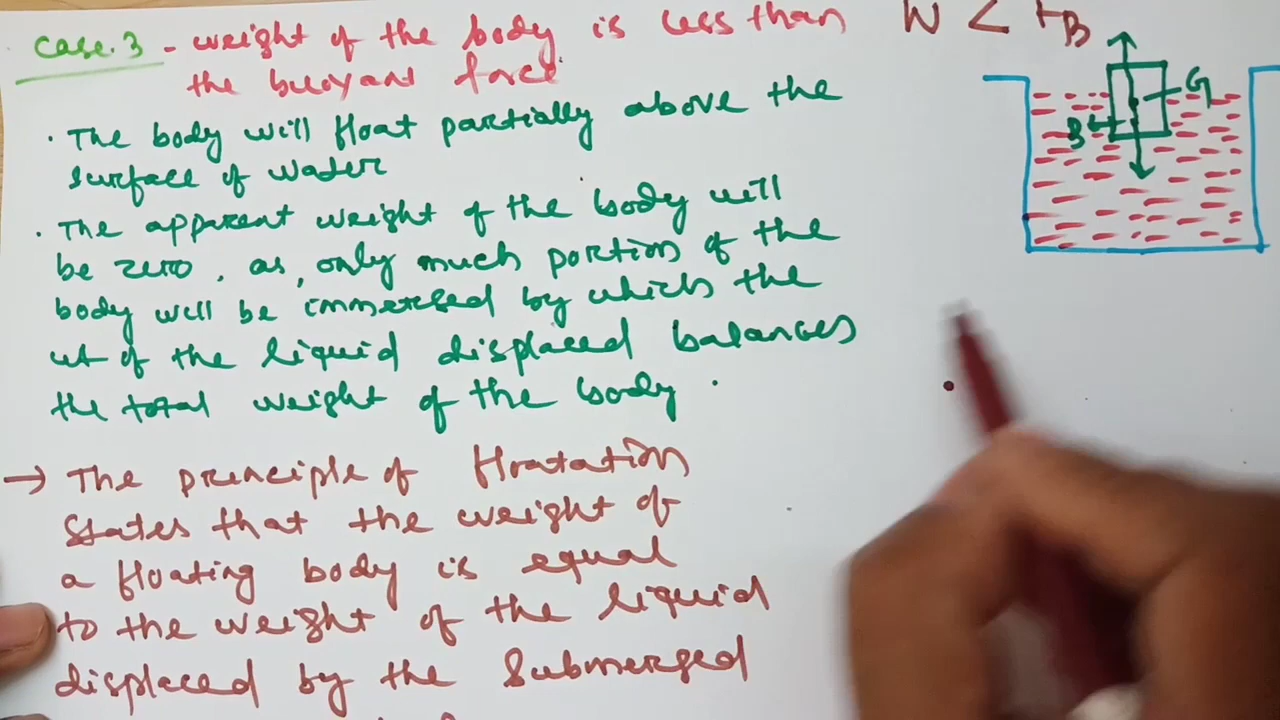 Case.3 - weight of the body is less than
the buoyant force
W < FB
G
B
· The body will float partially above the
surface of water
· The apparent weight of the body will
be zero, as, only much portion of the
body will be immersed by which the
wt of the liquid displaced balances
the total weight of the body.
→ The principle of floatation
states that the weight of
a floating body is equal
to the weight of the liquid
displaced by the submerged